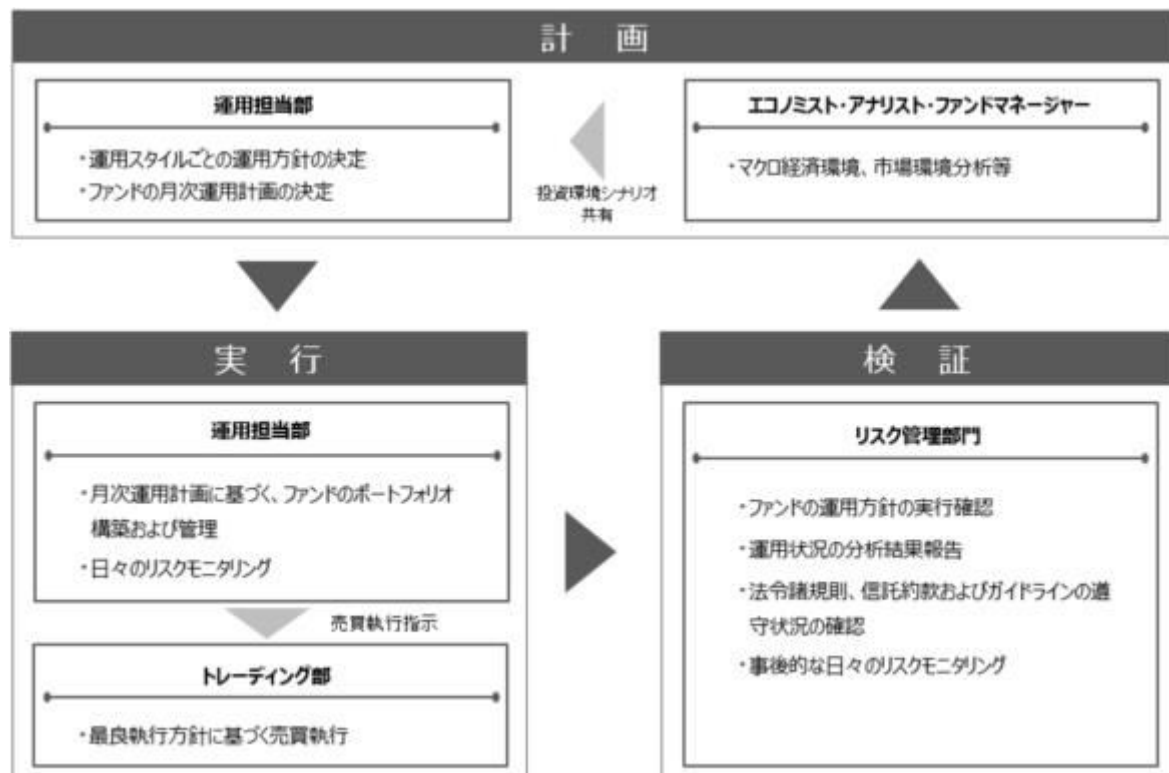 計 画
運用担当部
・運用スタイルごとの運用方針の決定
・ファンドの月次運用計画の決定
投資環境シナリオ
共有
エコノミスト・アナリスト・ファンドマネージャー
・マクロ経済環境、市場環境分析等
実 行
運用担当部
・月次運用計画に基づく、ファンドのポートフォリオ
構築および管理
・日々のリスクモニタリング
売買執行指示
トレーディング部
・最良執行方針に基づく売買執行
検 証
リスク管理部門
・ファンドの運用方針の実行確認
・運用状況の分析結果報告
・法令諸規則、信託約款およびガイドラインの遵
守状況の確認
・事後的な日々のリスクモニタリング